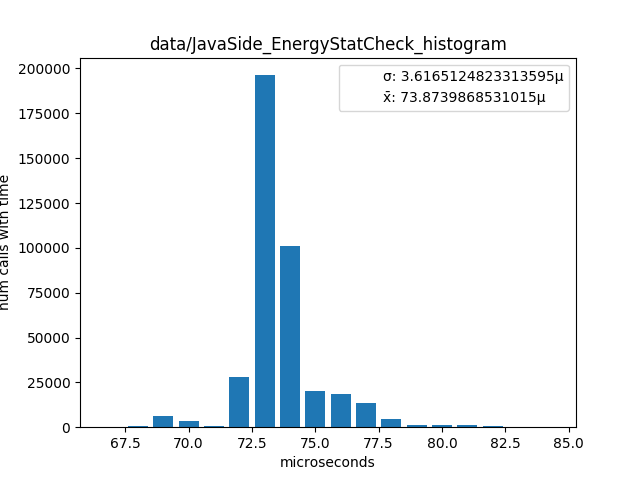 data/JavaSide_EnergyStatCheck_histogram
σ: 3.6165124823313595µ
x̄: 73.8739868531015µ
num calls with time
200000
175000
150000
125000
100000
75000
50000
25000
0
67.5 70.0 72.5 75.0 77.5 80.0 82.5 85.0
microseconds